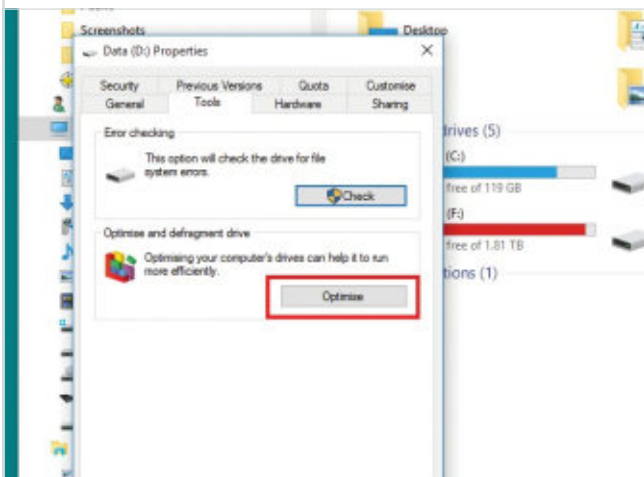 Screenshots
Desktop
Data (D:) Properties
Security Previous Versions Quota Customise
General Tools Hardware Sharing
Error checking
This option will check the drive for file
system errors.
Check
Optimise and defragment drive
Optimising your computer's drives can help it to run
more efficiently.
Optimise
rives (5)
(C:)
free of 119 GB
(F:)
free of 1.81 TB
tions (1)